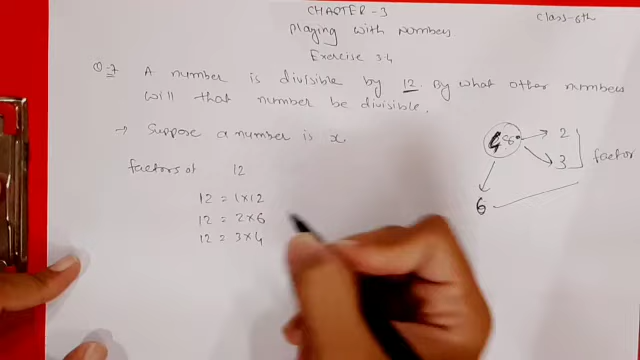 CHAPTER - 3
class-6th
Playing with Numbers
Exercise 3.4
Q-7 A number is divisible by 12. By what other numbers
will that number be divisible.
→ Suppose a number is x
2
3
factor
6
factors of 12
12 = 1×12
12 = 2×6
12 = 3×4